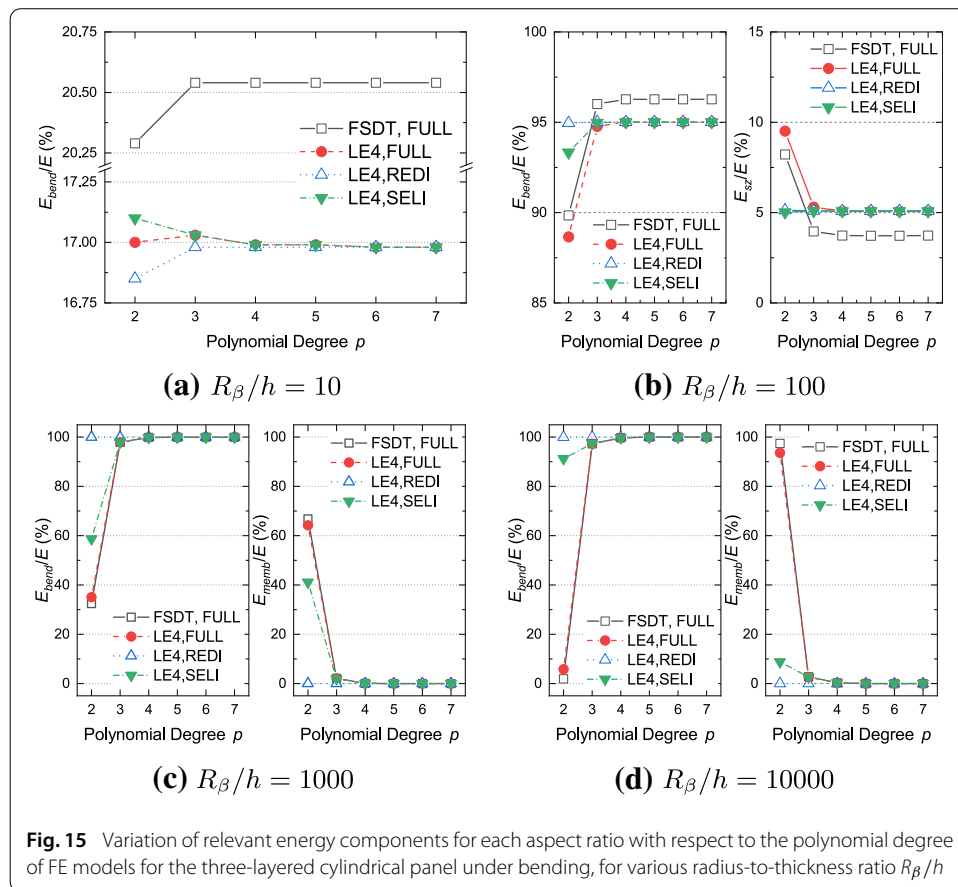 20.75
20.50
20.25
17.25
17.00
16.75
E_bend/E (%)
FSDT, FULL
LE4,FULL
LE4,REDI
LE4,SELI
2 3 4 5 6 7
Polynomial Degree p
(a) R_β/h = 10
100
95
90
85
E_bend/E (%)
FSDT, FULL
LE4,FULL
LE4,REDI
LE4,SELI
2 3 4 5 6 7
Polynomial Degree p
15
10
5
0
E_sz/E (%)
FSDT, FULL
LE4,FULL
LE4,REDI
LE4,SELI
2 3 4 5 6 7
Polynomial Degree p
(b) R_β/h = 100
100
80
60
40
20
0
E_bend/E (%)
FSDT, FULL
LE4,FULL
LE4,REDI
LE4,SELI
2 3 4 5 6 7
Polynomial Degree p
100
80
60
40
20
0
E_memb/E (%)
FSDT, FULL
LE4,FULL
LE4,REDI
LE4,SELI
2 3 4 5 6 7
Polynomial Degree p
(c) R_β/h = 1000
100
80
60
40
20
0
E_bend/E (%)
FSDT, FULL
LE4,FULL
LE4,REDI
LE4,SELI
2 3 4 5 6 7
Polynomial Degree p
100
80
60
40
20
0
E_memb/E (%)
FSDT, FULL
LE4,FULL
LE4,REDI
LE4,SELI
2 3 4 5 6 7
Polynomial Degree p
(d) R_β/h = 10000
Fig. 15 Variation of relevant energy components for each aspect ratio with respect to the polynomial degree
of FE models for the three-layered cylindrical panel under bending, for various radius-to-thickness ratio R_β/h